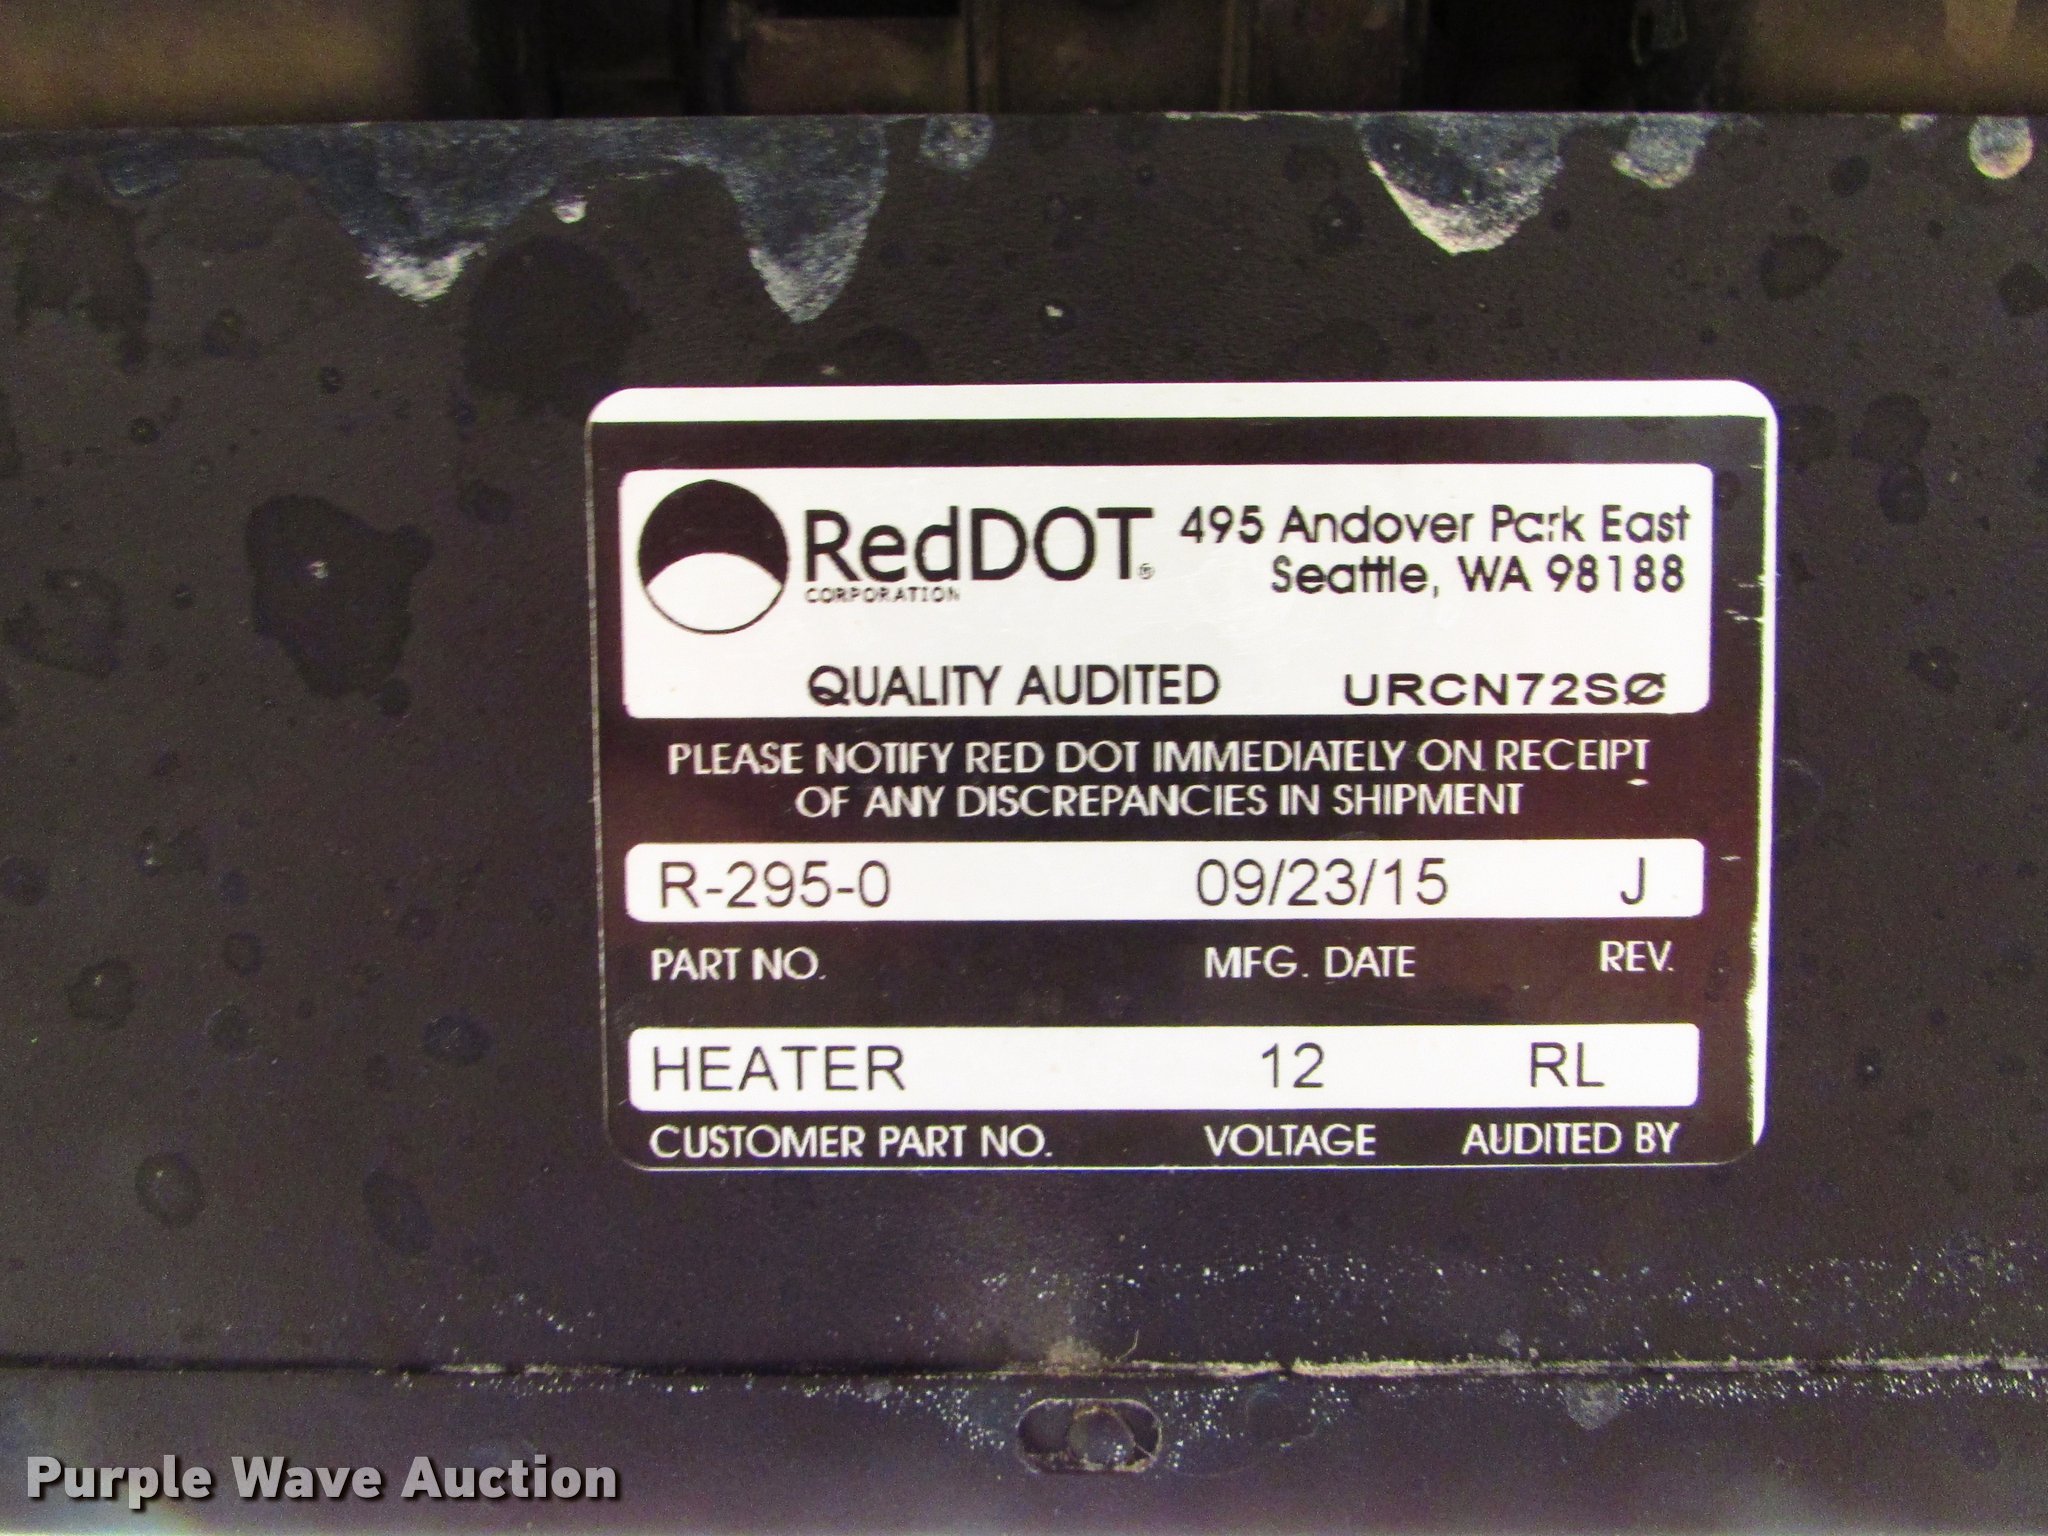 RedDOT®
CORPORATION
495 Andover Park East
Seattle, WA 98188
QUALITY AUDITED
URCN72SØ
PLEASE NOTIFY RED DOT IMMEDIATELY ON RECEIPT
OF ANY DISCREPANCIES IN SHIPMENT
R-295-0 09/23/15 J
PART NO. MFG. DATE REV.
HEATER 12 RL
CUSTOMER PART NO. VOLTAGE AUDITED BY
Purple Wave Auction